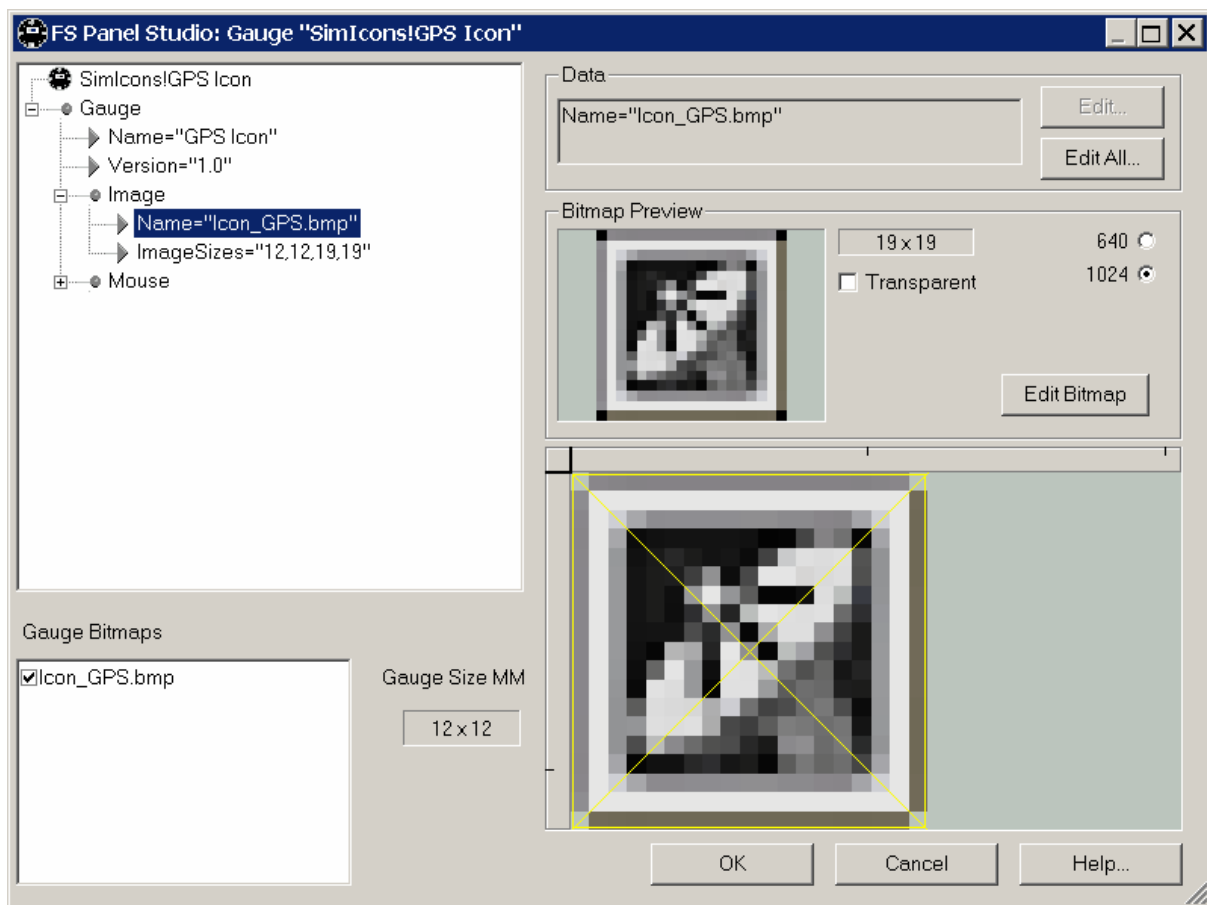 FS Panel Studio: Gauge "SimIcons!GPS Icon"
SimIcons!GPS Icon
Gauge
Name="GPS Icon"
Version="1.0"
Image
Name="Icon_GPS.bmp"
ImageSizes="12,12,19,19"
Mouse
Data
Name="Icon_GPS.bmp"
Edit...
Edit All...
Bitmap Preview
19 x 19
640
Transparent
1024
Edit Bitmap
Gauge Bitmaps
Icon_GPS.bmp
Gauge Size MM
12 x 12
OK
Cancel
Help...